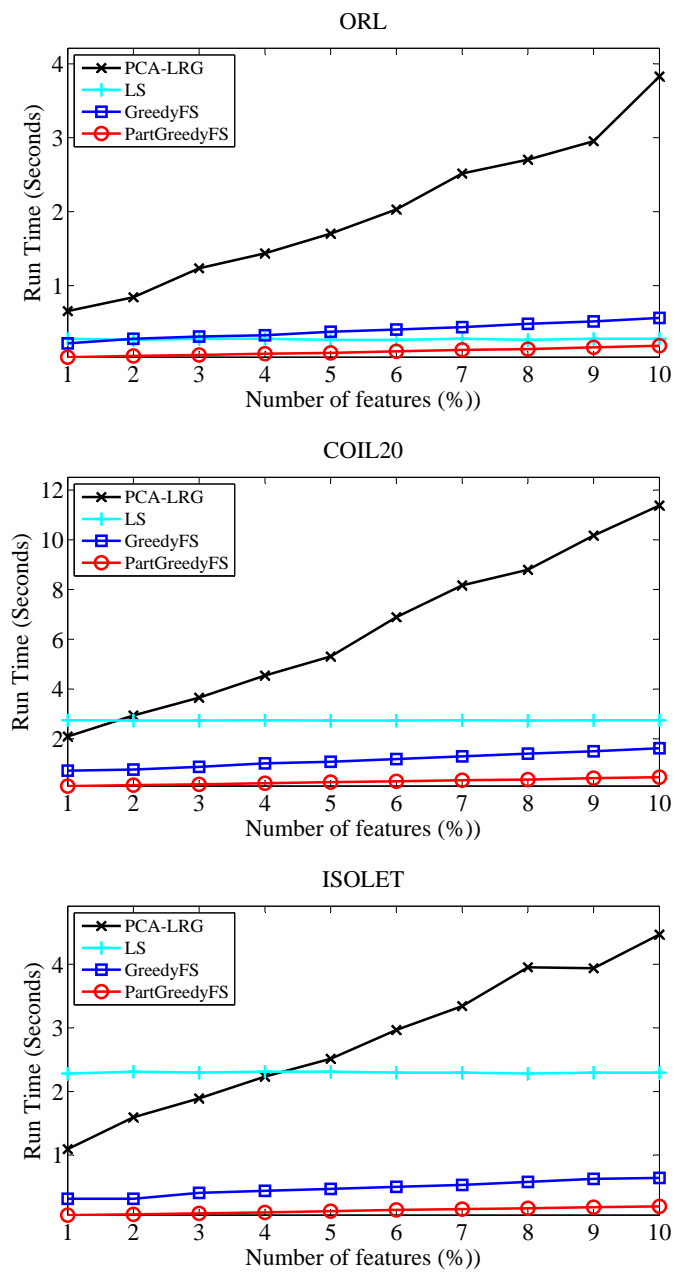 ORL
PCA-LRG
LS
GreedyFS
PartGreedyFS
Run Time (Seconds)
4
3
2
1
1 2 3 4 5 6 7 8 9 10
Number of features (%))
COIL20
PCA-LRG
LS
GreedyFS
PartGreedyFS
Run Time (Seconds)
12
10
8
6
4
2
1 2 3 4 5 6 7 8 9 10
Number of features (%))
ISOLET
PCA-LRG
LS
GreedyFS
PartGreedyFS
Run Time (Seconds)
4
3
2
1
1 2 3 4 5 6 7 8 9 10
Number of features (%))